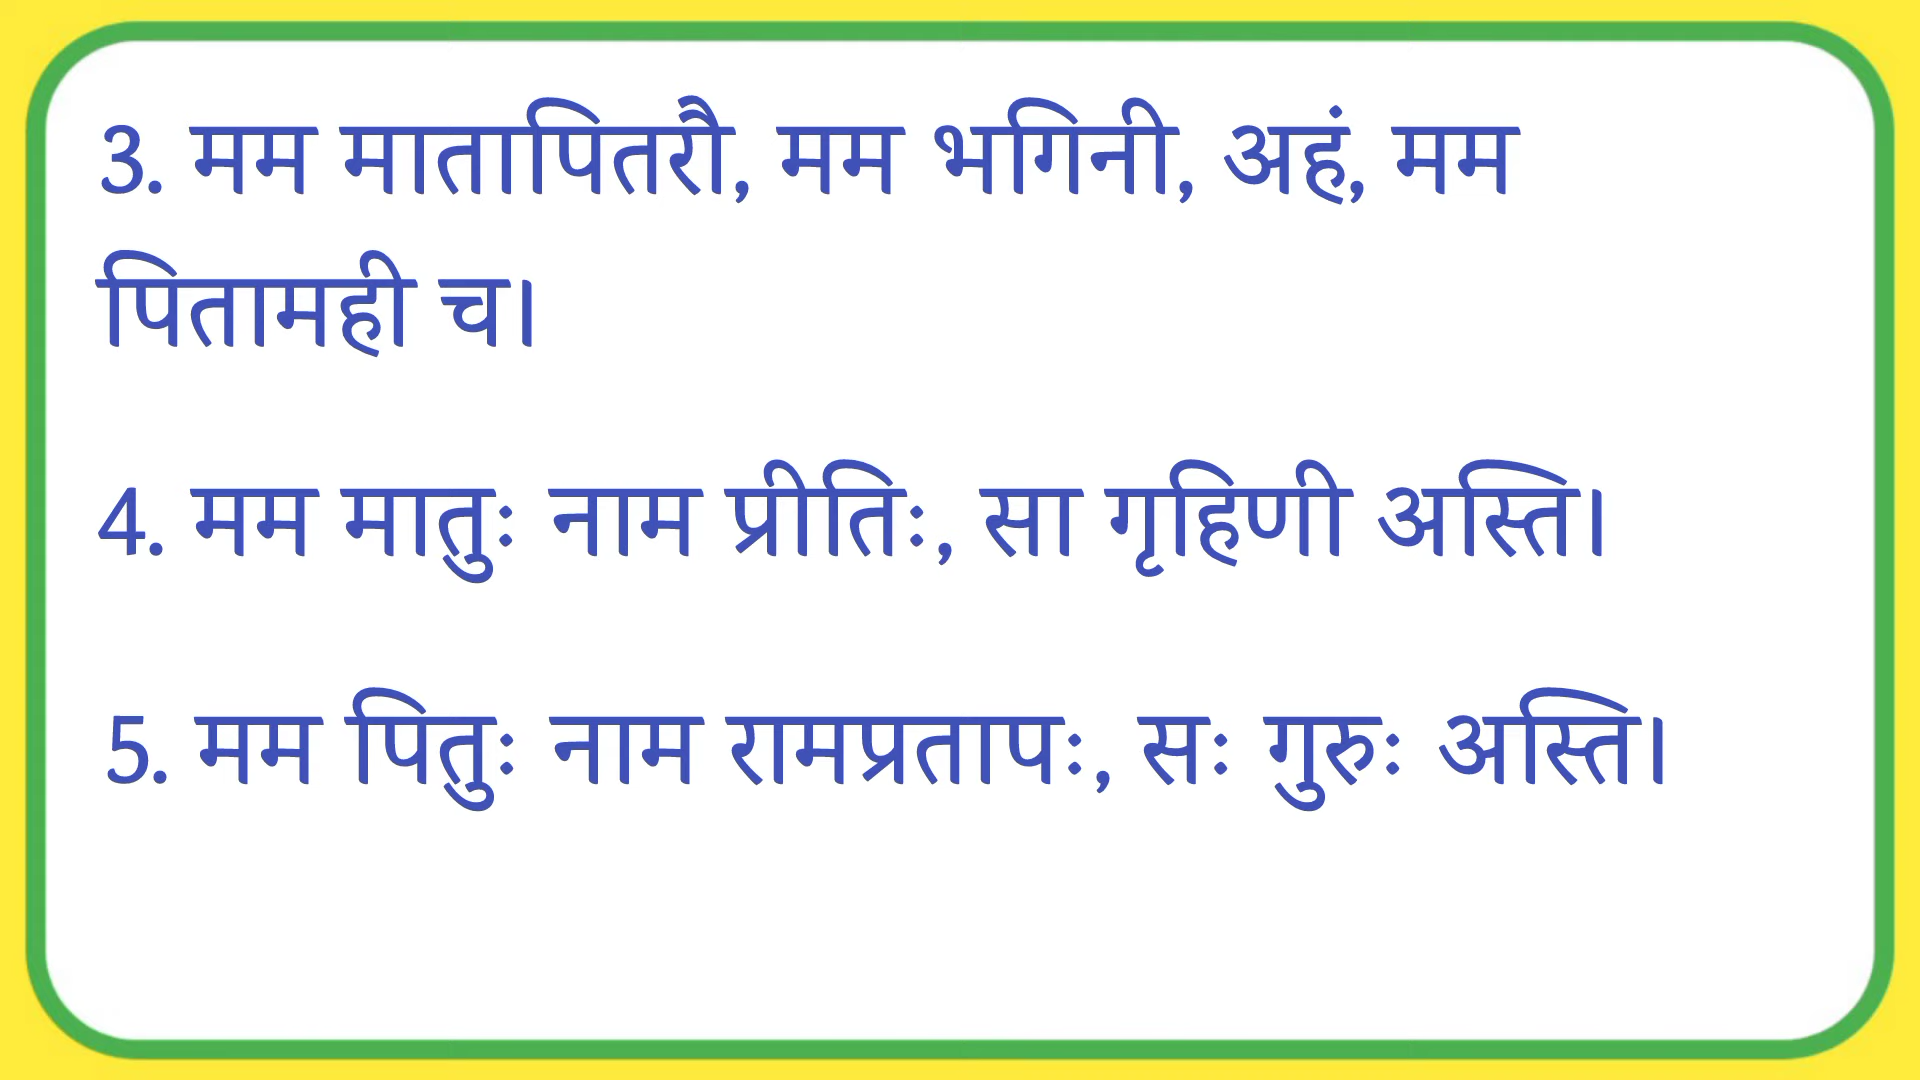 3. मम मातापितरौ, मम भगिनी, अहं, मम
पितामही च।
4. मम मातुः नाम प्रीतिः, सा गृहिणी अस्ति।
5. मम पितुः नाम रामप्रतापः, सः गुरुः अस्ति।